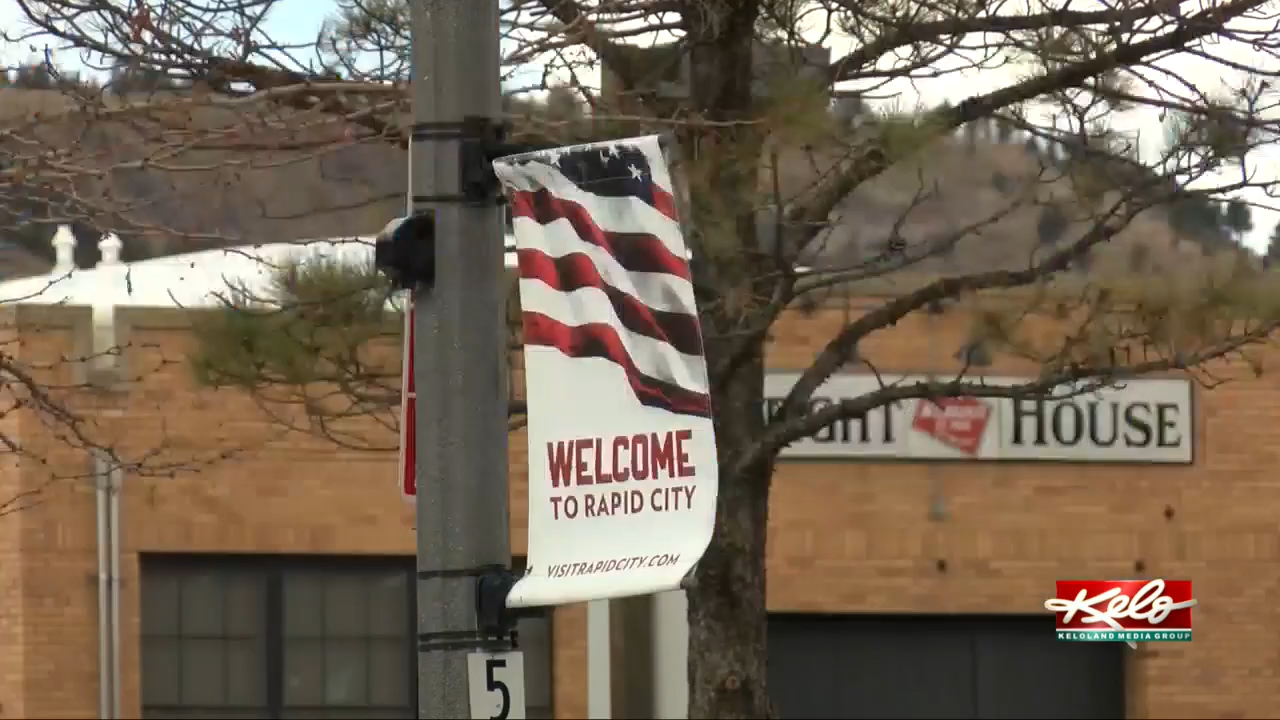 WELCOME
TO RAPID CITY
VISITRAPIDCITY.COM
HOUSE
5
Kelo
KELOLAND MEDIA GROUP